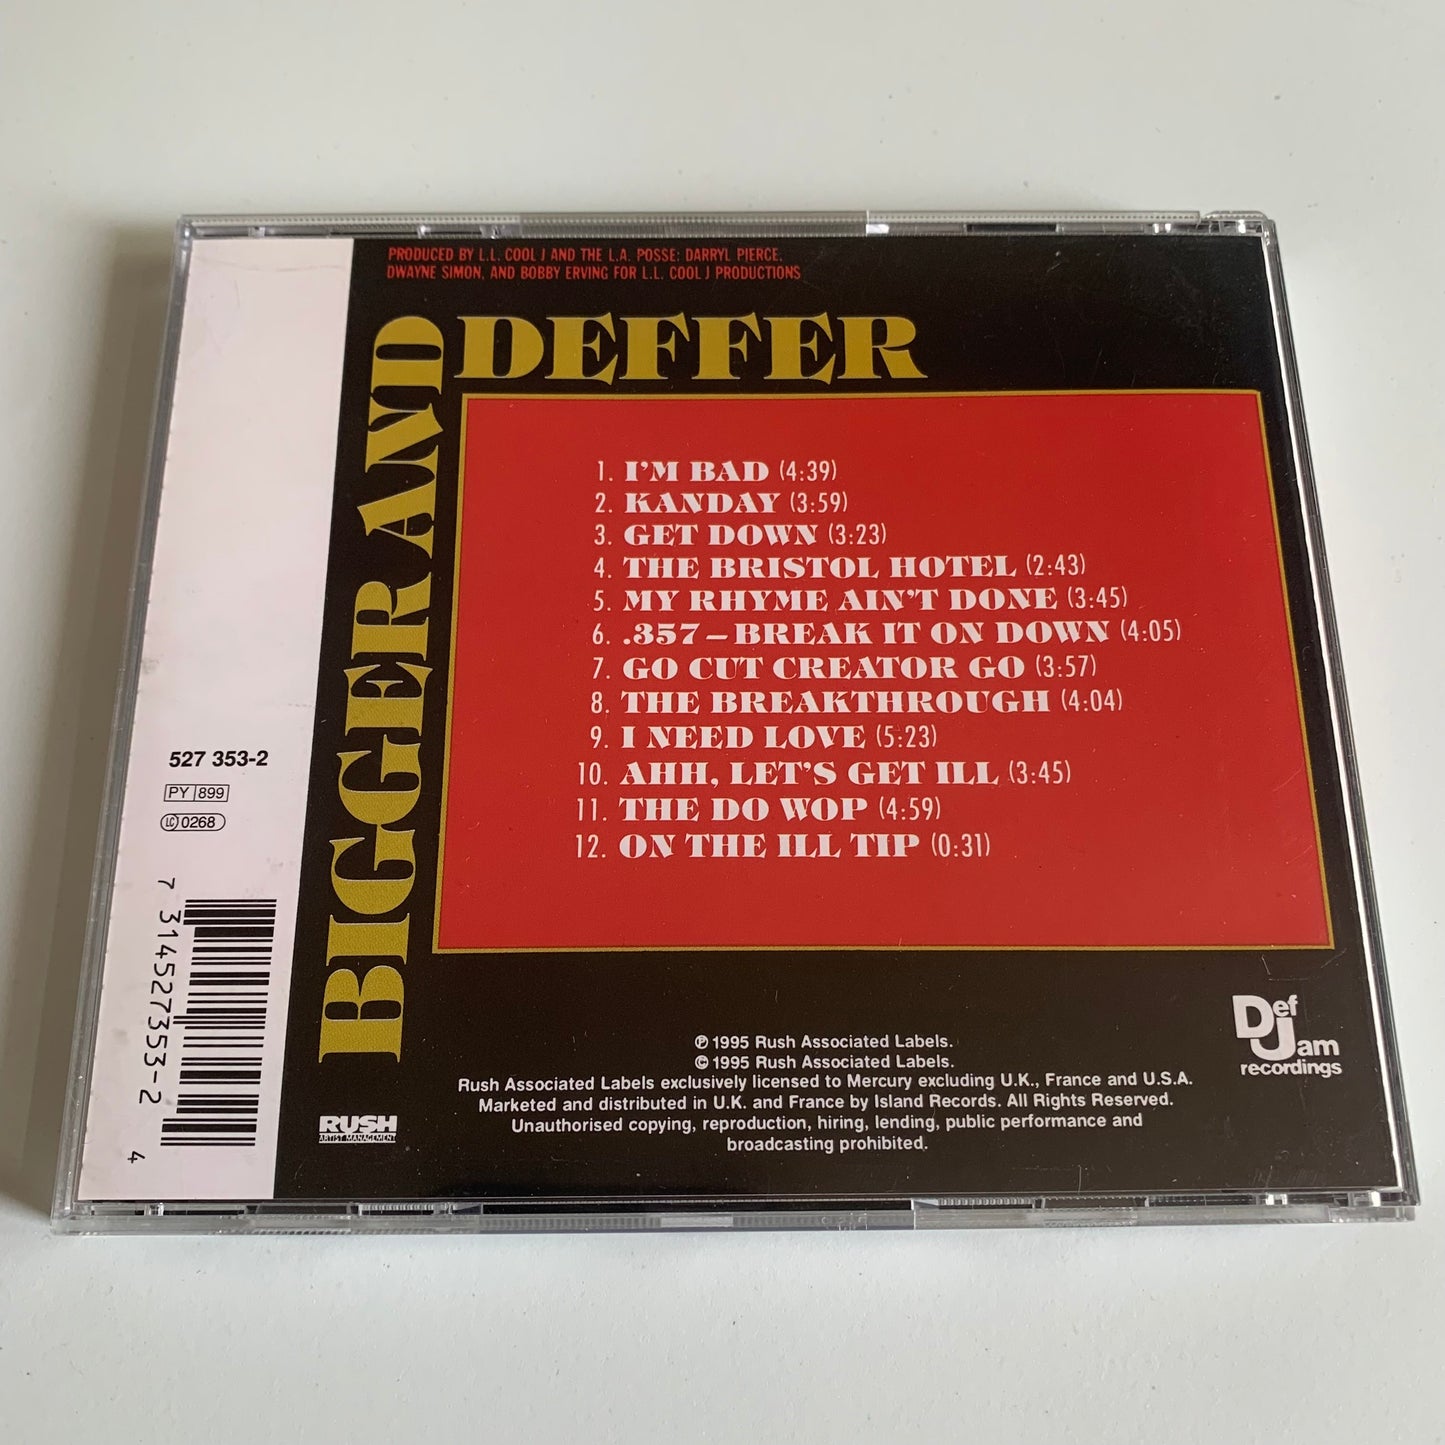 PRODUCED BY L.L. COOL J AND THE L.A. POSSE: DARRYL PIERCE,
DWAYNE SIMON, AND BOBBY ERVING FOR L.L. COOL J PRODUCTIONS
BIGGER AND
DEFFER
1. I'M BAD (4:39)
2. KANDAY (3:59)
3. GET DOWN (3:23)
4. THE BRISTOL HOTEL (2:43)
5. MY RHYME AIN'T DONE (3:45)
6. .357 – BREAK IT ON DOWN (4:05)
7. GO CUT CREATOR GO (3:57)
8. THE BREAKTHROUGH (4:04)
9. I NEED LOVE (5:23)
10. AHH, LET'S GET ILL (3:45)
11. THE DO WOP (4:59)
12. ON THE ILL TIP (0:31)
527 353-2
PY 899
LC 0268
7 314527353-2 4
℗ 1995 Rush Associated Labels.
© 1995 Rush Associated Labels.
Rush Associated Labels exclusively licensed to Mercury excluding U.K., France and U.S.A.
Marketed and distributed in U.K. and France by Island Records. All Rights Reserved.
Unauthorised copying, reproduction, hiring, lending, public performance and
broadcasting prohibited.
RUSH
ARTIST MANAGEMENT
Def
Jam
recordings